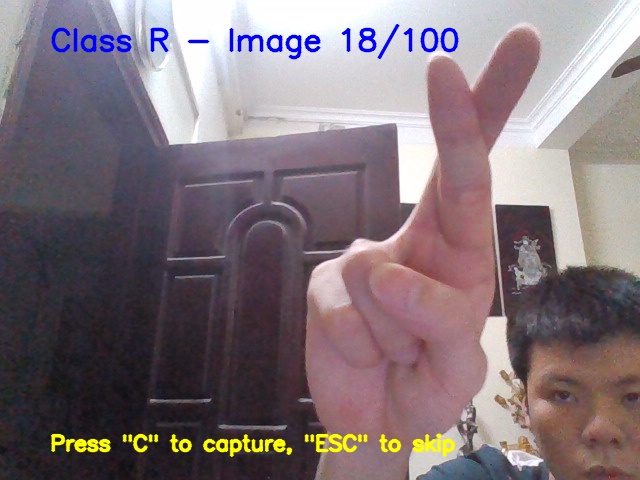 Class R - Image 18/100
Press "C" to capture, "ESC" to skip